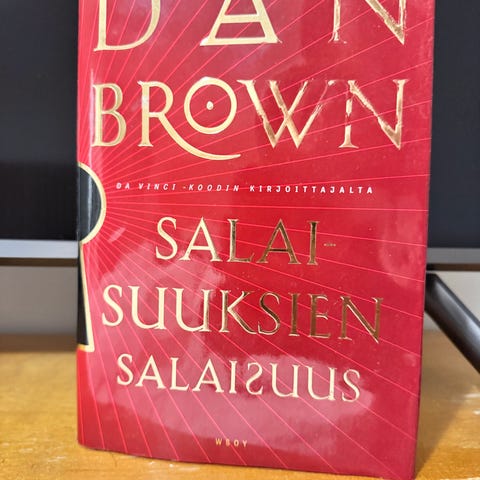 DAN
BROWN
DA VINCI -KOODIN KIRJOITTAJALTA
SALAI-
SUUKSIEN
SALAISUUS
WSOY